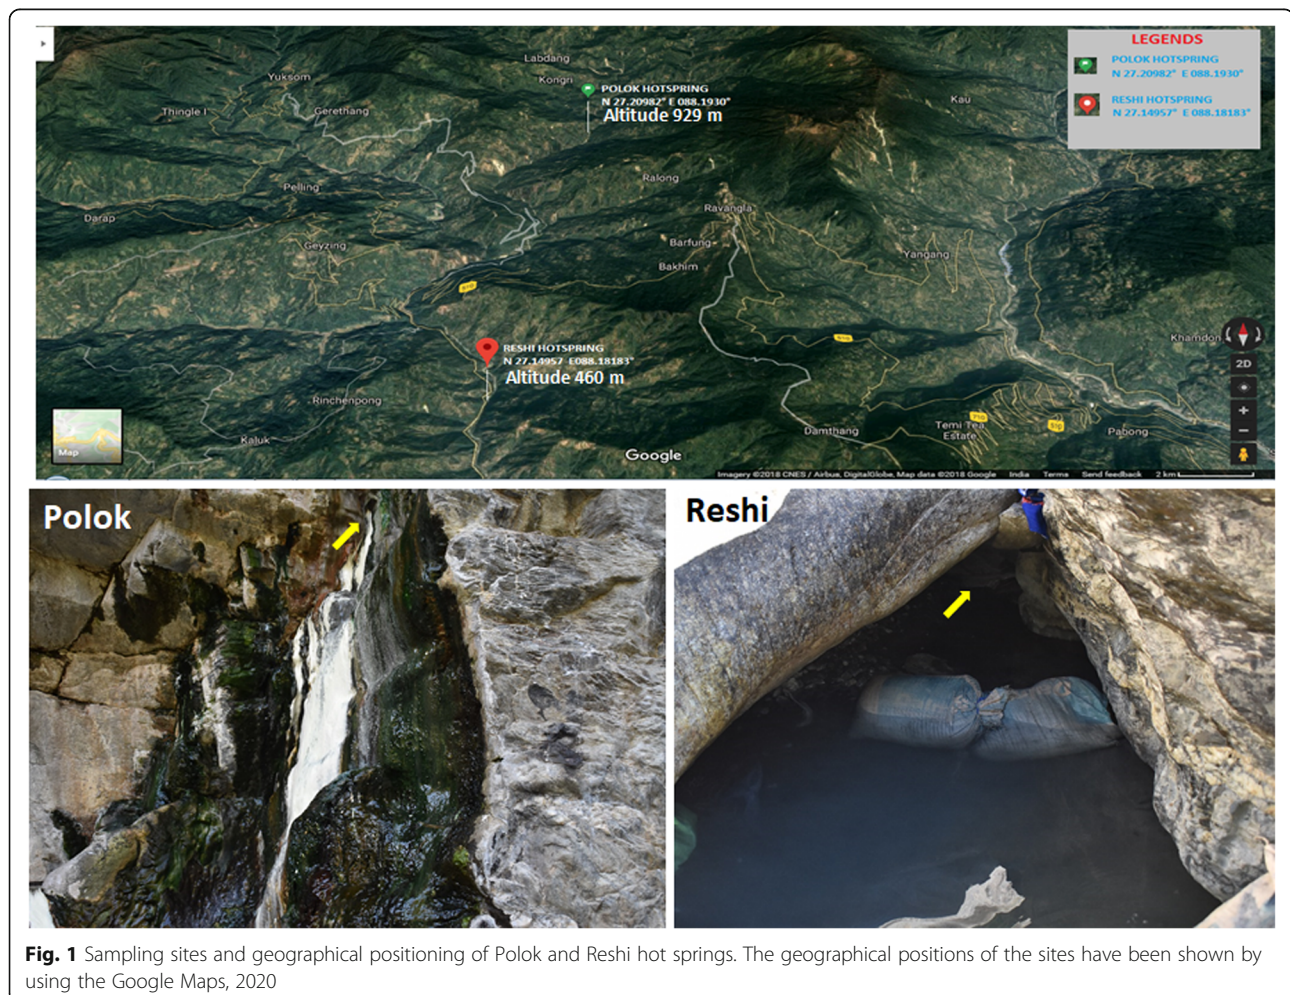 LEGENDS
POLOK HOTSPRING
N 27.20982° E 088.1930°
RESHI HOTSPRING
N 27.14957° E 088.18183°
Labdang
Kongri
Yuksom
Thingle I
Gerethang
POLOK HOTSPRING
N 27.20982° E 088.1930°
Altitude 929 m
Kau
Ralong
Pelling
Darap
Ravangla
Geyzing
Barfung
Yangang
Bakhim
510
510
Khamdon
RESHI HOTSPRING
N 27.14957 E088.18183°
Altitude 460 m
2D
Rinchenpong
Kaluk
Damthang
Temi Tea
Estate
710
510
Pabong
Map
Google
Imagery ©2018 CNES / Airbus, DigitalGlobe, Map data ©2018 Google India Terms Send feedback 2 km
Polok
Reshi
Fig. 1 Sampling sites and geographical positioning of Polok and Reshi hot springs. The geographical positions of the sites have been shown by
using the Google Maps, 2020